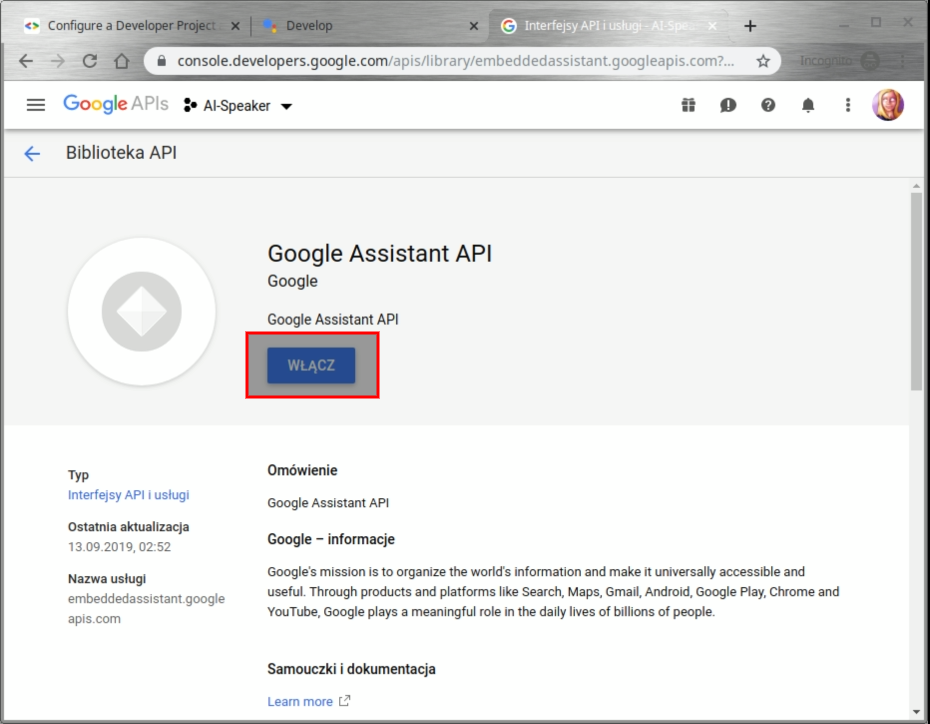 Configure a Developer Project
Develop
Interfejsy API i usługi - AI-Spe
console.developers.google.com/apis/library/embeddedassistant.googleapis.com?...
Incognito
Google APIs
AI-Speaker
Biblioteka API
Google Assistant API
Google
Google Assistant API
WŁĄCZ
Typ
Interfejsy API i usługi
Ostatnia aktualizacja
13.09.2019, 02:52
Nazwa usługi
embeddedassistant.google
apis.com
Omówienie
Google Assistant API
Google – informacje
Google's mission is to organize the world's information and make it universally accessible and
useful. Through products and platforms like Search, Maps, Gmail, Android, Google Play, Chrome and
YouTube, Google plays a meaningful role in the daily lives of billions of people.
Samouczki i dokumentacja
Learn more